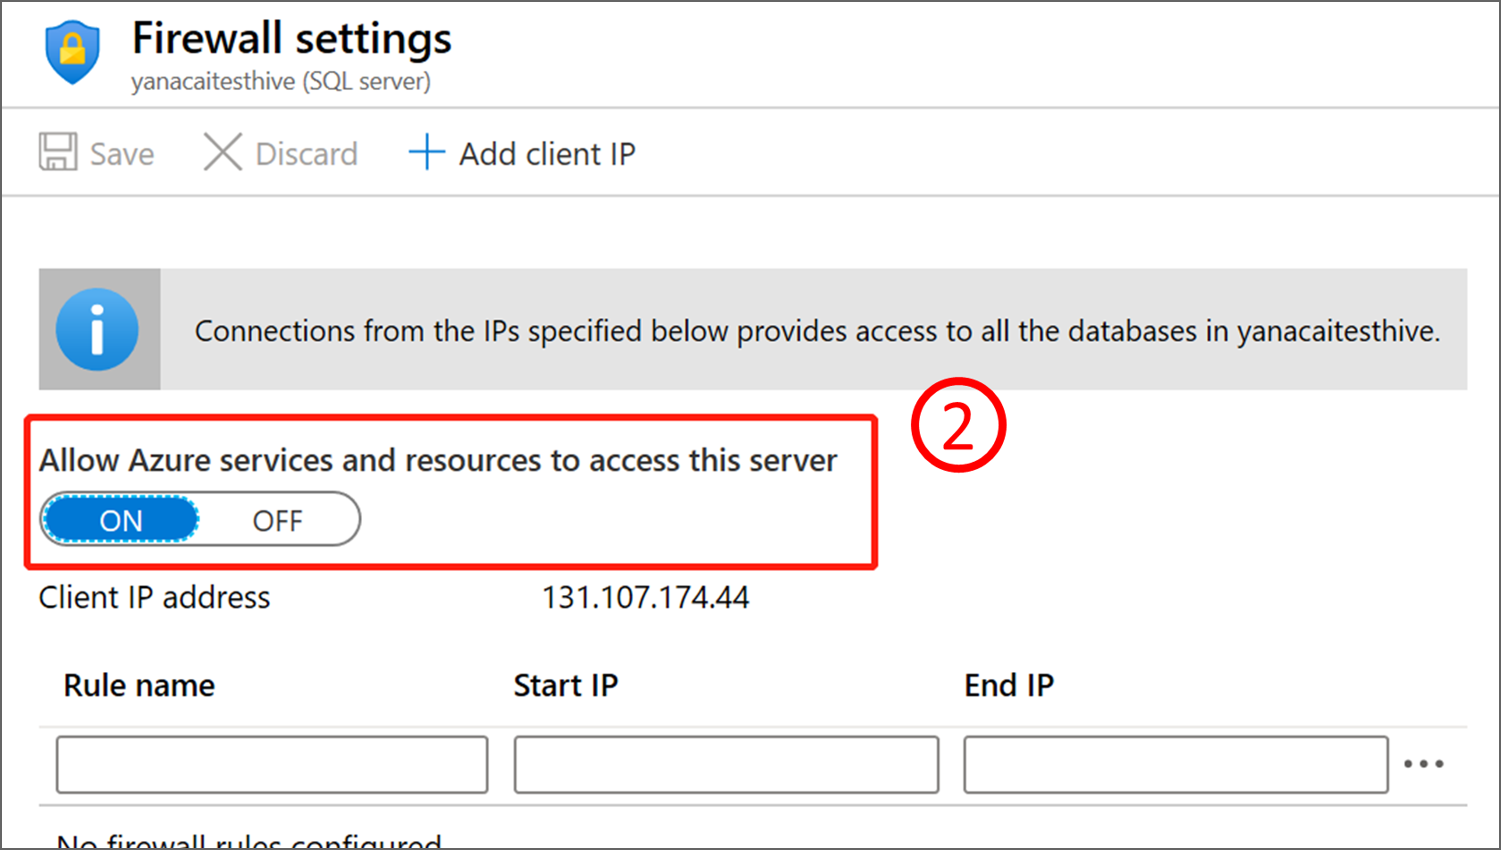 Firewall settings
yanacaitesthive (SQL server)
Save Discard Add client IP
Connections from the IPs specified below provides access to all the databases in yanacaitesthive.
2
Allow Azure services and resources to access this server
ON OFF
Client IP address 131.107.174.44
Rule name Start IP End IP
No firewall rules configured